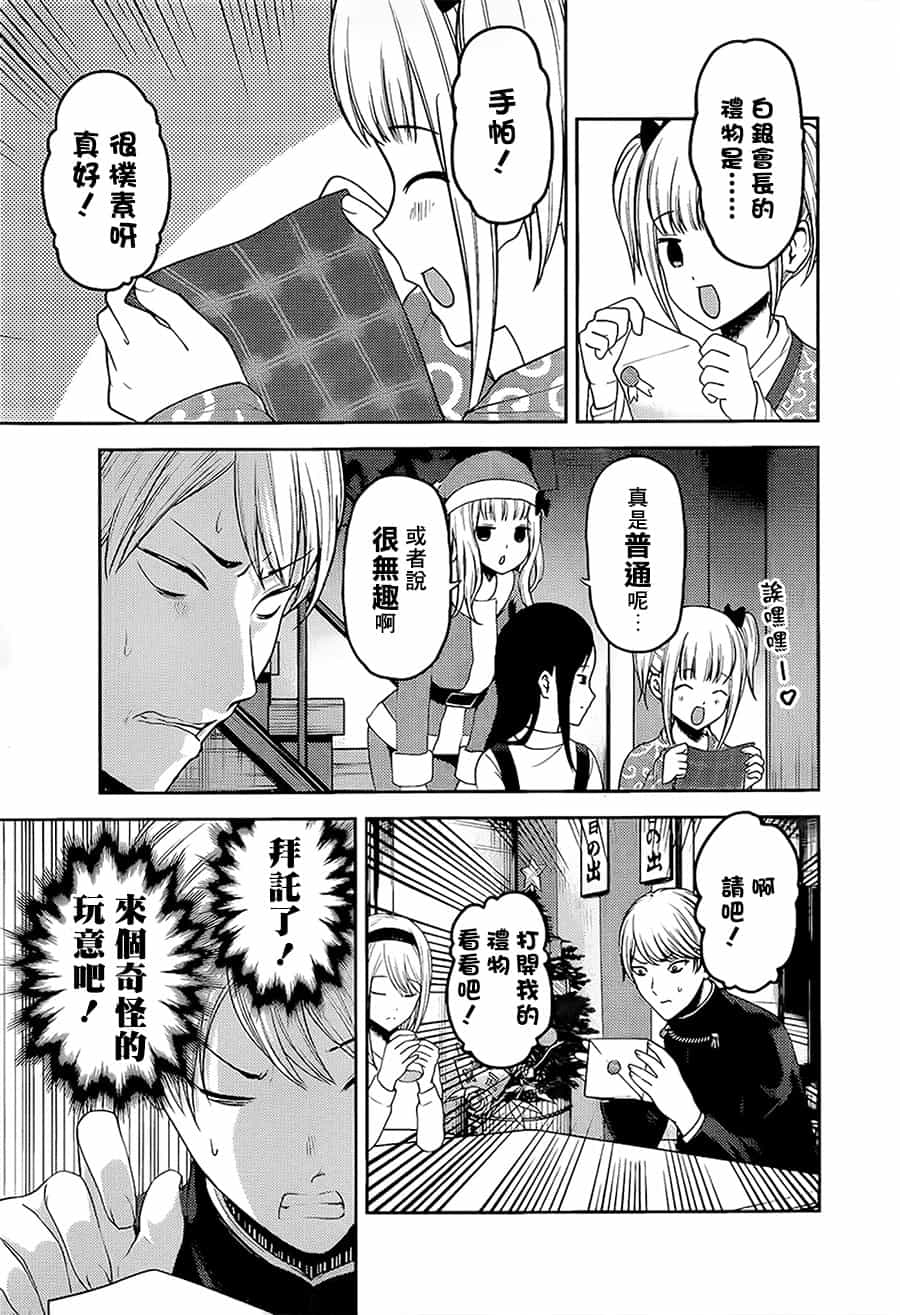 白銀會長的
禮物是⋯⋯
手帕！
很撲素呀
真好！
真是普通呢⋯
誒嘿嘿ー♡
或者說
很無趣啊
啊
請吧！
打開我的
禮物
看看吧！
日の出
日の出
拜託了！
來個奇怪的
玩意吧！